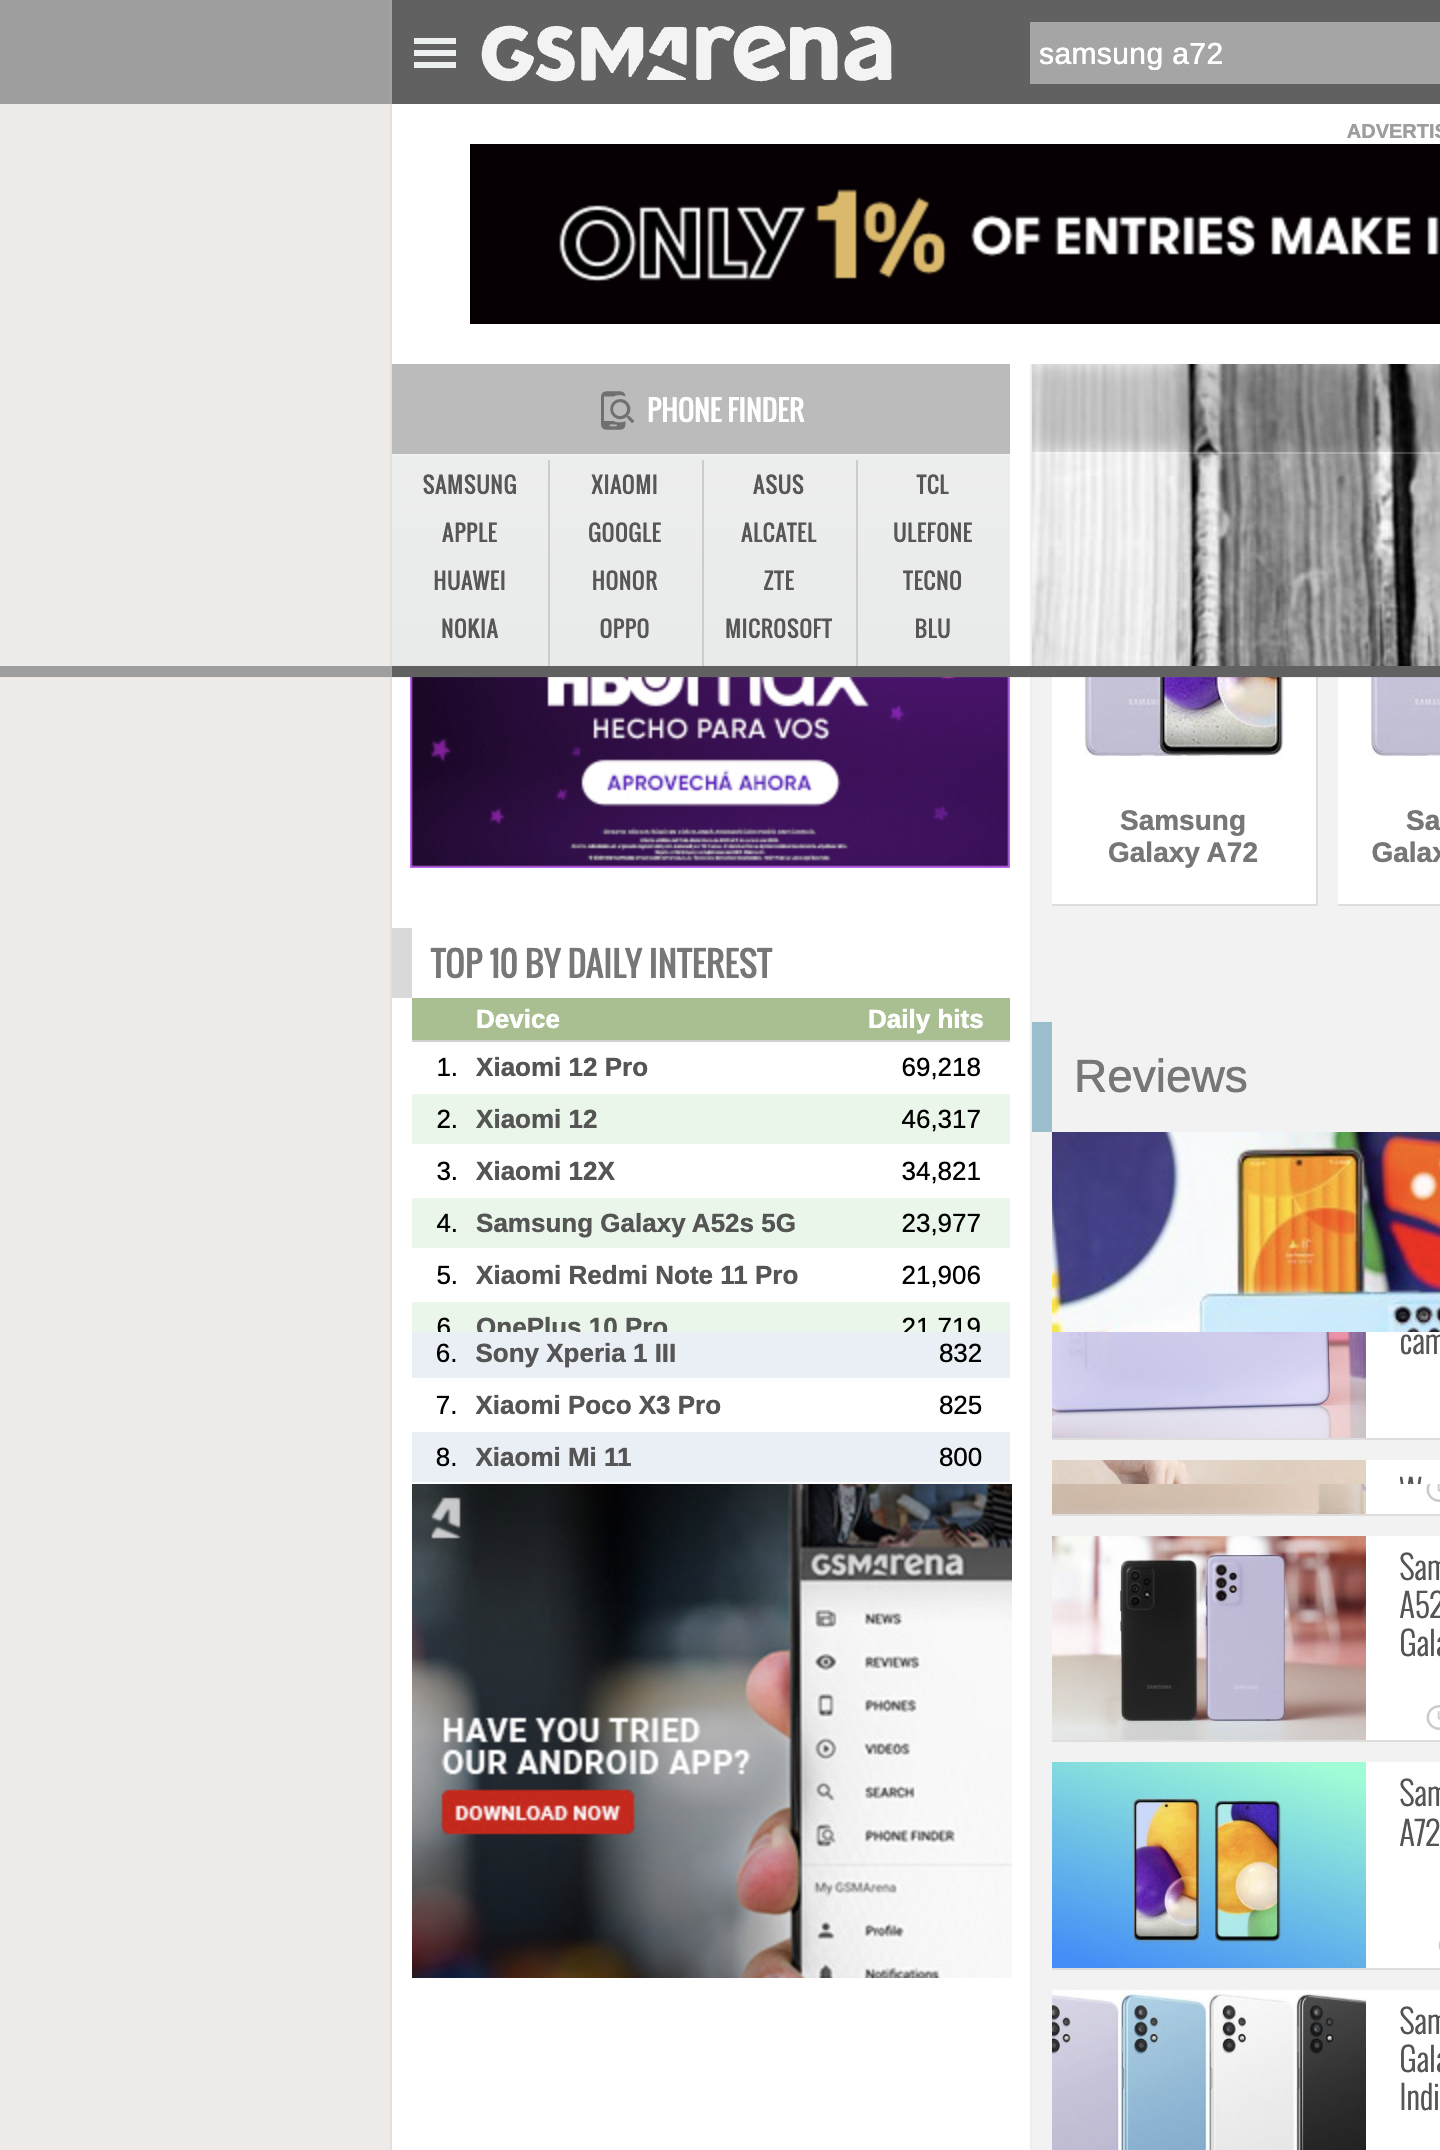 GSMArena
samsung a72
ADVERTIS
ONLY 1% OF ENTRIES MAKE I
PHONE FINDER
SAMSUNG XIAOMI ASUS TCL
APPLE GOOGLE ALCATEL ULEFONE
HUAWEI HONOR ZTE TECNO
NOKIA OPPO MICROSOFT BLU
HBOmax
HECHO PARA VOS
APROVECHÁ AHORA
Samsung
Galaxy A72
Sa
Galax
TOP 10 BY DAILY INTEREST
Device Daily hits
1. Xiaomi 12 Pro 69,218
2. Xiaomi 12 46,317
3. Xiaomi 12X 34,821
4. Samsung Galaxy A52s 5G 23,977
5. Xiaomi Redmi Note 11 Pro 21,906
6. OnePlus 10 Pro 21,719
6. Sony Xperia 1 III 832
7. Xiaomi Poco X3 Pro 825
8. Xiaomi Mi 11 800
GSMArena
NEWS
REVIEWS
PHONES
VIDEOS
SEARCH
PHONE FINDER
My GSMArena
Profile
Notifications
HAVE YOU TRIED
OUR ANDROID APP?
DOWNLOAD NOW
Reviews
cam
Sam
A52
Gala
Sam
A72
Sam
Gala
Indi